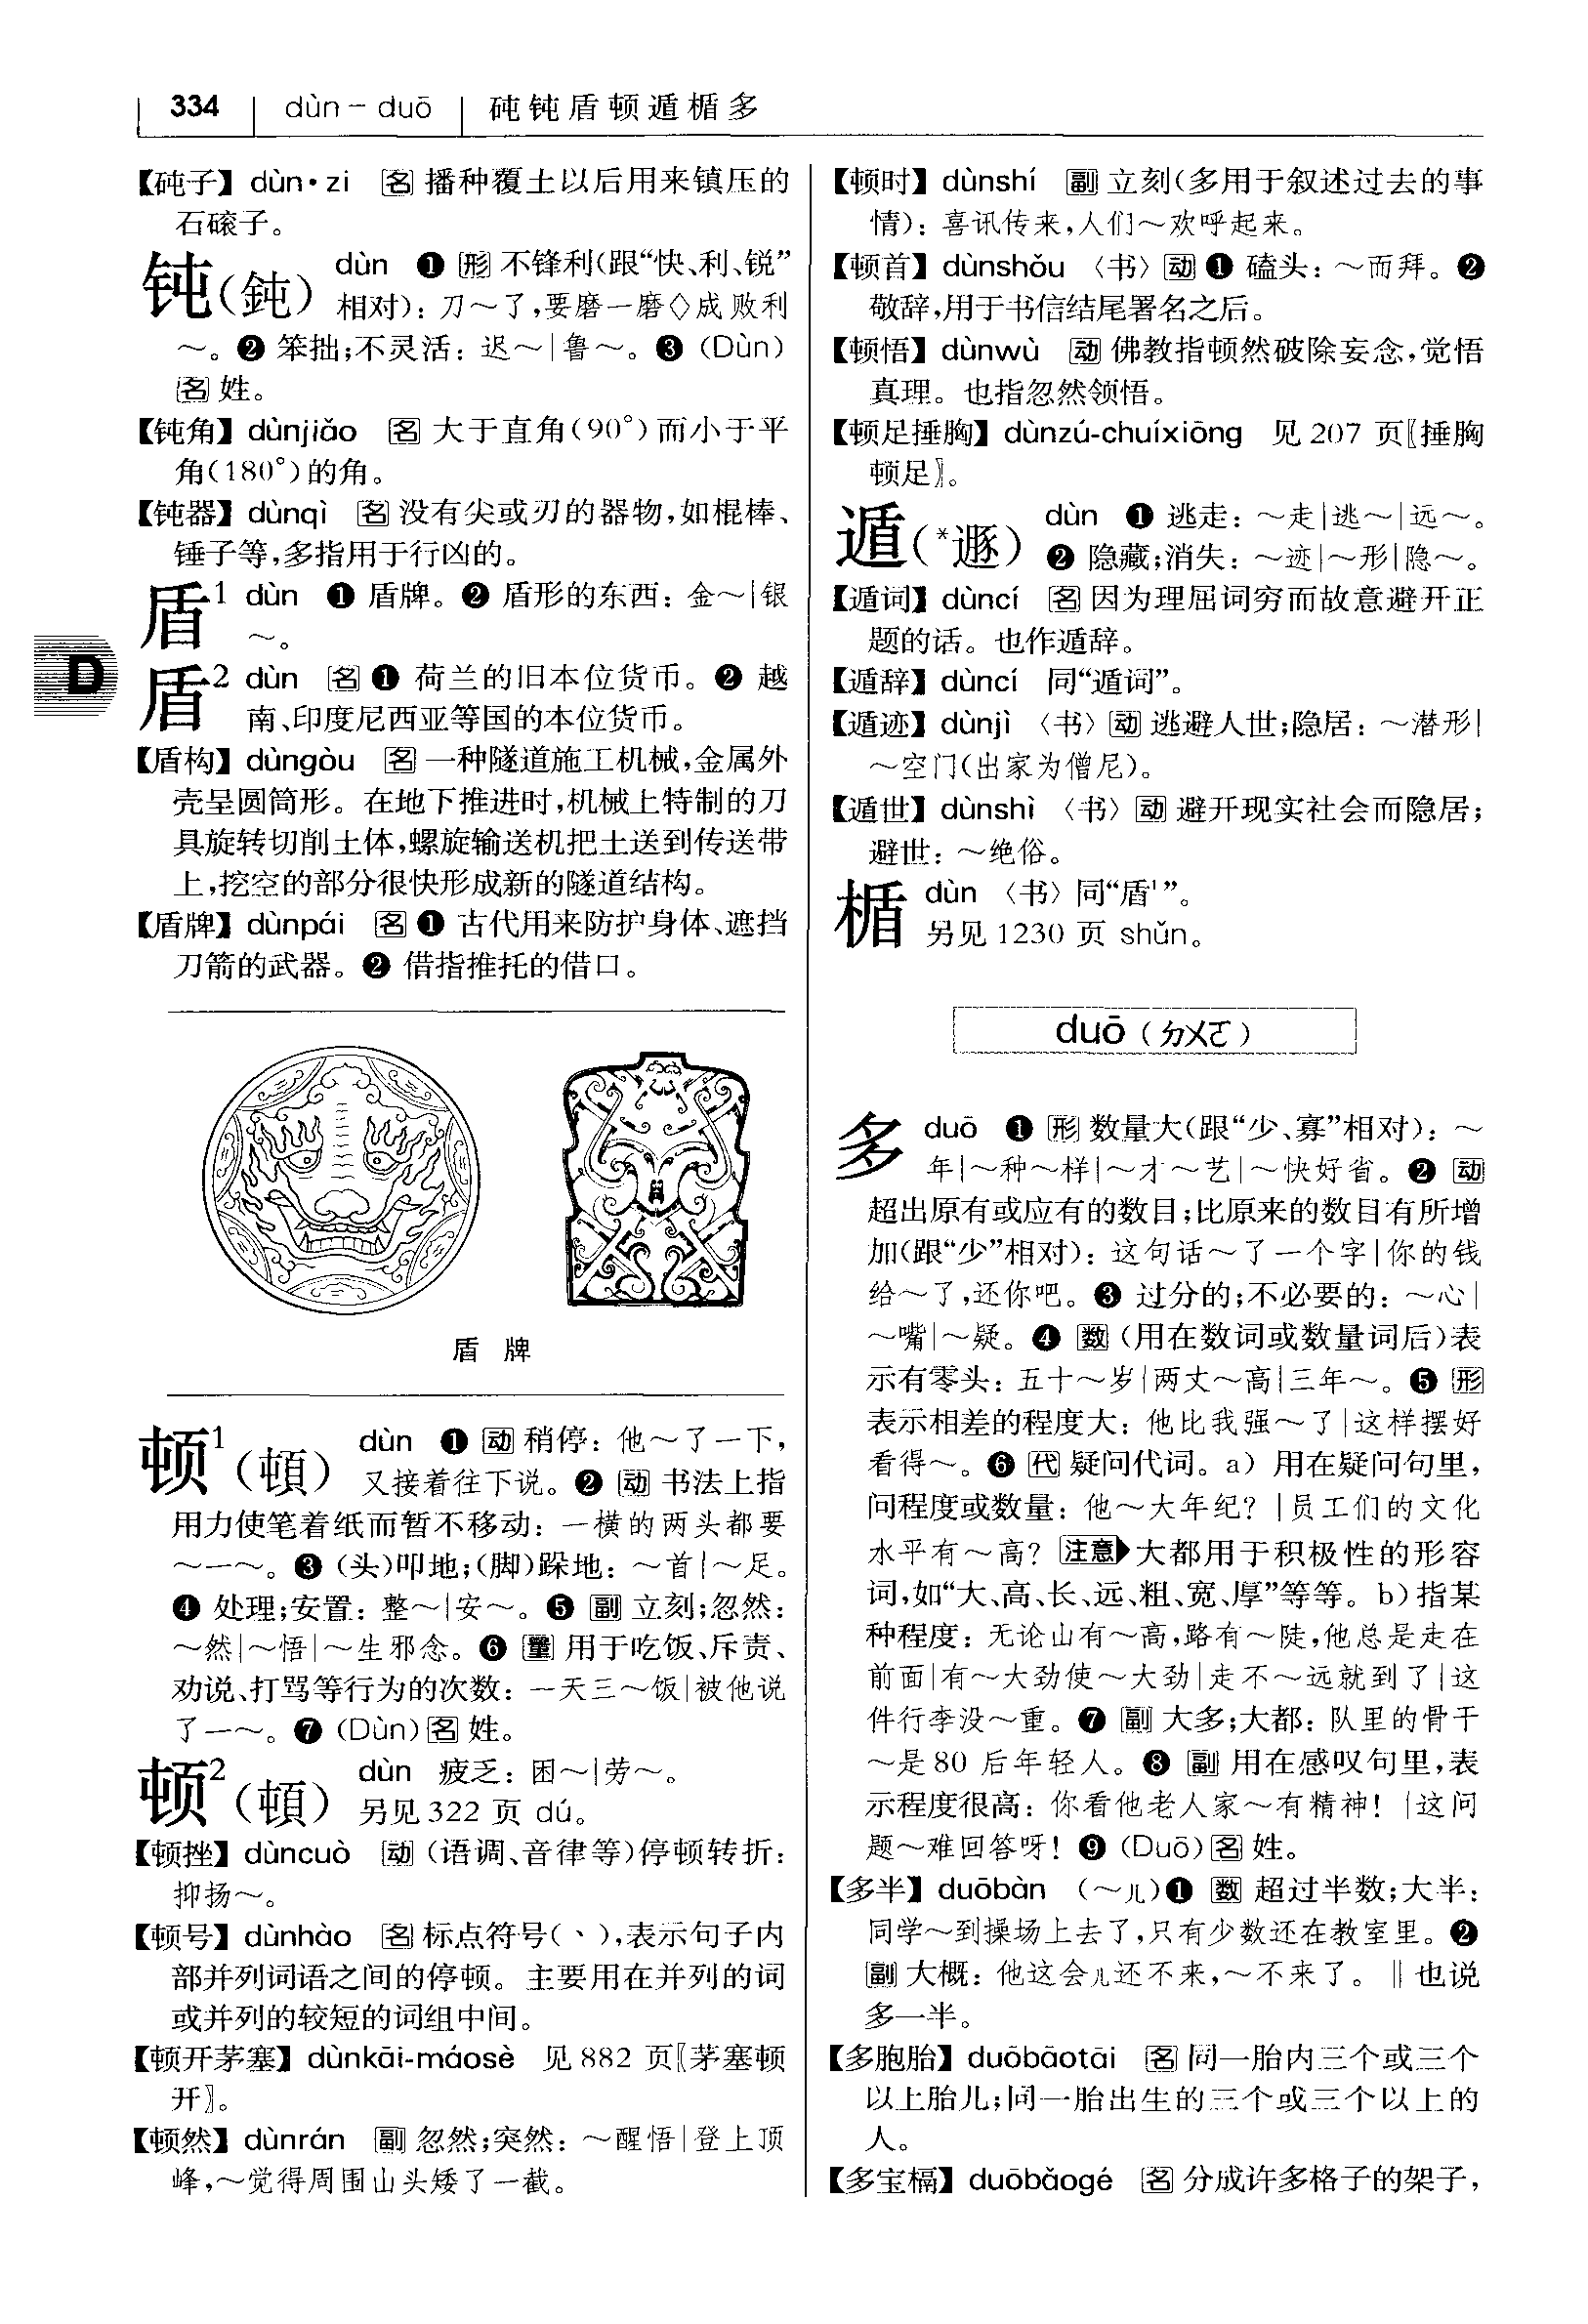 334 dùn－duō 砘钝盾顿遁楯多
【砘子】 dùn·zi 名 播种覆土以后用来镇压的
石磙子。
钝(鈍) dùn ❶ 形 不锋利(跟“快、利、锐”
相对)：刀～了，要磨一磨◇成败利
～。❷ 笨拙；不灵活：迟～|鲁～。❸ (Dùn)
名 姓。
【钝角】 dùnjiǎo 名 大于直角(90°)而小于平
角(180°)的角。
【钝器】 dùnqì 名 没有尖或刃的器物，如棍棒、
锤子等，多指用于行凶的。
盾1 dùn ❶ 盾牌。❷ 盾形的东西：金～|银
～。
盾2 dùn 名 ❶ 荷兰的旧本位货币。❷ 越
南、印度尼西亚等国的本位货币。
【盾构】 dùngòu 名 一种隧道施工机械，金属外
壳呈圆筒形。在地下推进时，机械上特制的刀
具旋转切削土体，螺旋输送机把土送到传送带
上，挖空的部分很快形成新的隧道结构。
【盾牌】 dùnpái 名 ❶ 古代用来防护身体、遮挡
刀箭的武器。❷ 借指推托的借口。
盾 牌
顿1(頓) dùn ❶ 动 稍停：他～了一下，
又接着往下说。❷ 动 书法上指
用力使笔着纸而暂不移动：一横的两头都要
～一～。❸ (头)叩地；(脚)跺地：～首|～足。
❹ 处理；安置：整～|安～。❺ 副 立刻；忽然：
～然|～悟|～生邪念。❻ 量 用于吃饭、斥责、
劝说、打骂等行为的次数：一天三～饭|被他说
了一～。❼ (Dùn) 名 姓。
顿2(頓) dùn 疲乏：困～|劳～。
另见 322 页 dú。
【顿挫】 dùncuò 动 (语调、音律等)停顿转折：
抑扬～。
【顿号】 dùnhào 名 标点符号(、)，表示句子内
部并列词语之间的停顿。主要用在并列的词
或并列的较短的词组中间。
【顿开茅塞】 dùnkāi-máosè 见 882 页〖茅塞顿
开〗。
【顿然】 dùnrán 副 忽然；突然：～醒悟|登上顶
峰，～觉得周围山头矮了一截。
【顿时】 dùnshí 副 立刻(多用于叙述过去的事
情)：喜讯传来，人们～欢呼起来。
【顿首】 dùnshǒu 〈书〉动 ❶ 磕头：～而拜。❷
敬辞，用于书信结尾署名之后。
【顿悟】 dùnwù 动 佛教指顿然破除妄念，觉悟
真理。也指忽然领悟。
【顿足捶胸】 dùnzú-chuíxiōng 见 207 页〖捶胸
顿足〗。
遁(*遯) dùn ❶ 逃走：～走|逃～|远～。
❷ 隐藏；消失：～迹|～形|隐～。
【遁词】 dùncí 名 因为理屈词穷而故意避开正
题的话。也作遁辞。
【遁辞】 dùncí 同“遁词”。
【遁迹】 dùnjì 〈书〉动 逃避人世；隐居：～潜形|
～空门(出家为僧尼)。
【遁世】 dùnshì 〈书〉动 避开现实社会而隐居；
避世：～绝俗。
楯 dùn 〈书〉同“盾1”。
另见 1230 页 shǔn。
duō (ㄉㄨㄛ)
多 duō ❶ 形 数量大(跟“少、寡”相对)：～
年|～种～样|～才～艺|～快好省。❷ 动
超出原有或应有的数目；比原来的数目有所增
加(跟“少”相对)：这句话～了一个字|你的钱
给～了，还你吧。❸ 过分的；不必要的：～心|
～嘴|～疑。❹ 数 (用在数词或数量词后)表
示有零头：五十～岁|两丈～高|三年～。❺ 形
表示相差的程度大：他比我强～了|这样摆好
看得～。❻ 代 疑问代词。a) 用在疑问句里，
问程度或数量：他～大年纪？|员工们的文化
水平有～高？注意 大都用于积极性的形容
词，如“大、高、长、远、粗、宽、厚”等等。b) 指某
种程度：无论山有～高，路有～陡，他总是走在
前面|有～大劲使～大劲|走不～远就到了|这
件行李没～重。❼ 副 大多；大都：队里的骨干
～是 80 后年轻人。❽ 副 用在感叹句里，表
示程度很高：你看他老人家～有精神！|这问
题～难回答呀！❾ (Duō) 名 姓。
【多半】 duōbàn (～儿)❶ 数 超过半数；大半：
同学～到操场上去了，只有少数还在教室里。❷
副 大概：他这会儿还不来，～不来了。‖也说
多一半。
【多胞胎】 duōbāotāi 名 同一胎内三个或三个
以上胎儿；同一胎出生的三个或三个以上的
人。
【多宝槅】 duōbǎogé 名 分成许多格子的架子，
D